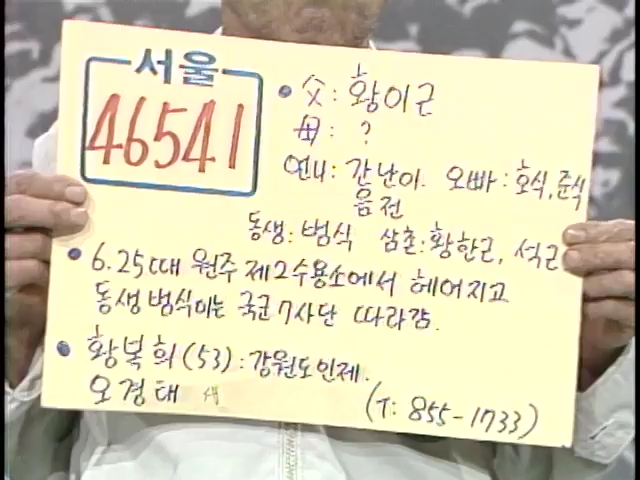 서울
46541
• 父: 황이근
母: ?
언니: 간난이. 오빠: 호식, 준식
음전
동생: 범식 삼촌: 황한근, 석근
• 6.25때 원주 제2수용소에서 헤어지고
동생 범식이는 국군 7사단 따라감.
• 황복희(53): 강원도 인제.
오경태
(T: 855-1733)